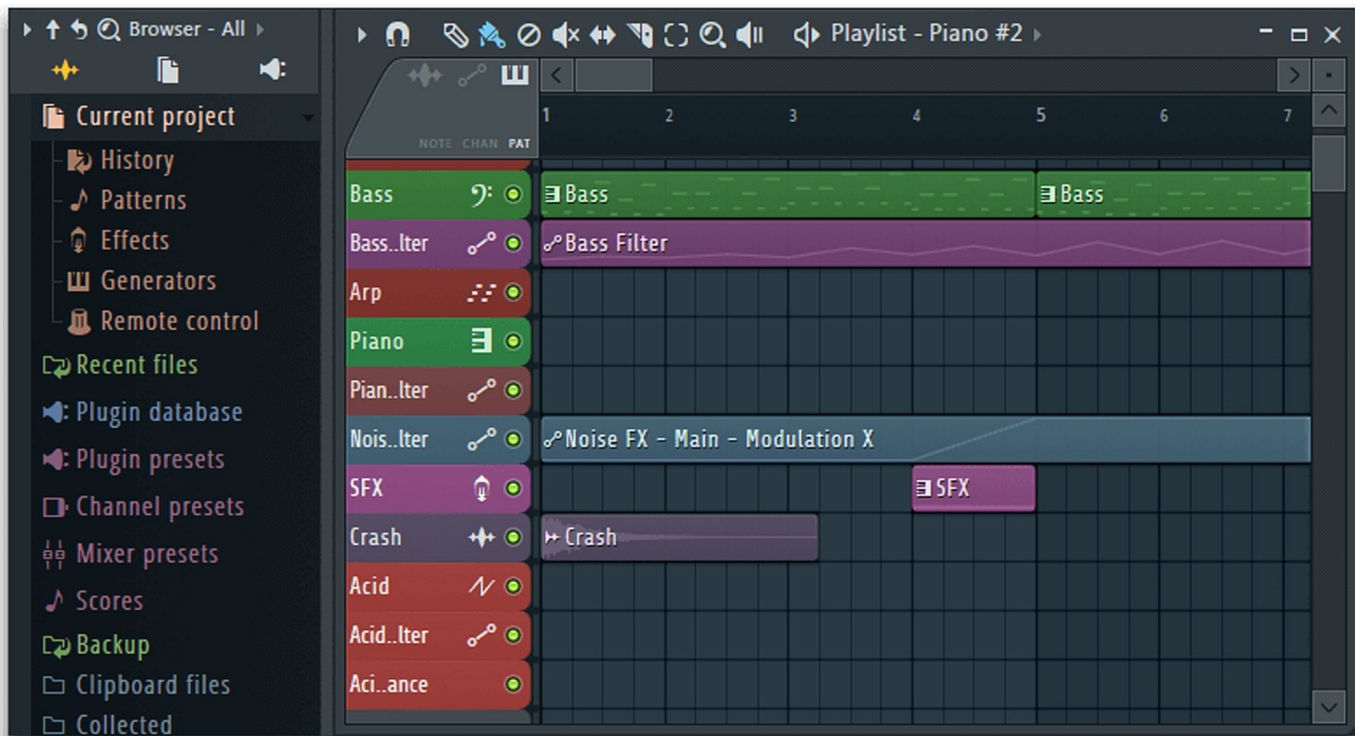 Browser - All
Current project
History
Patterns
Effects
Generators
Remote control
Recent files
Plugin database
Plugin presets
Channel presets
Mixer presets
Scores
Backup
Clipboard files
Collected
Playlist - Piano #2
NOTE CHAN PAT
1 2 3 4 5 6 7
Bass
Bass
Bass
Bass..lter
Bass Filter
Arp
Piano
Pian..lter
Nois..lter
Noise FX - Main - Modulation X
SFX
SFX
Crash
Crash
Acid
Acid..lter
Aci..ance